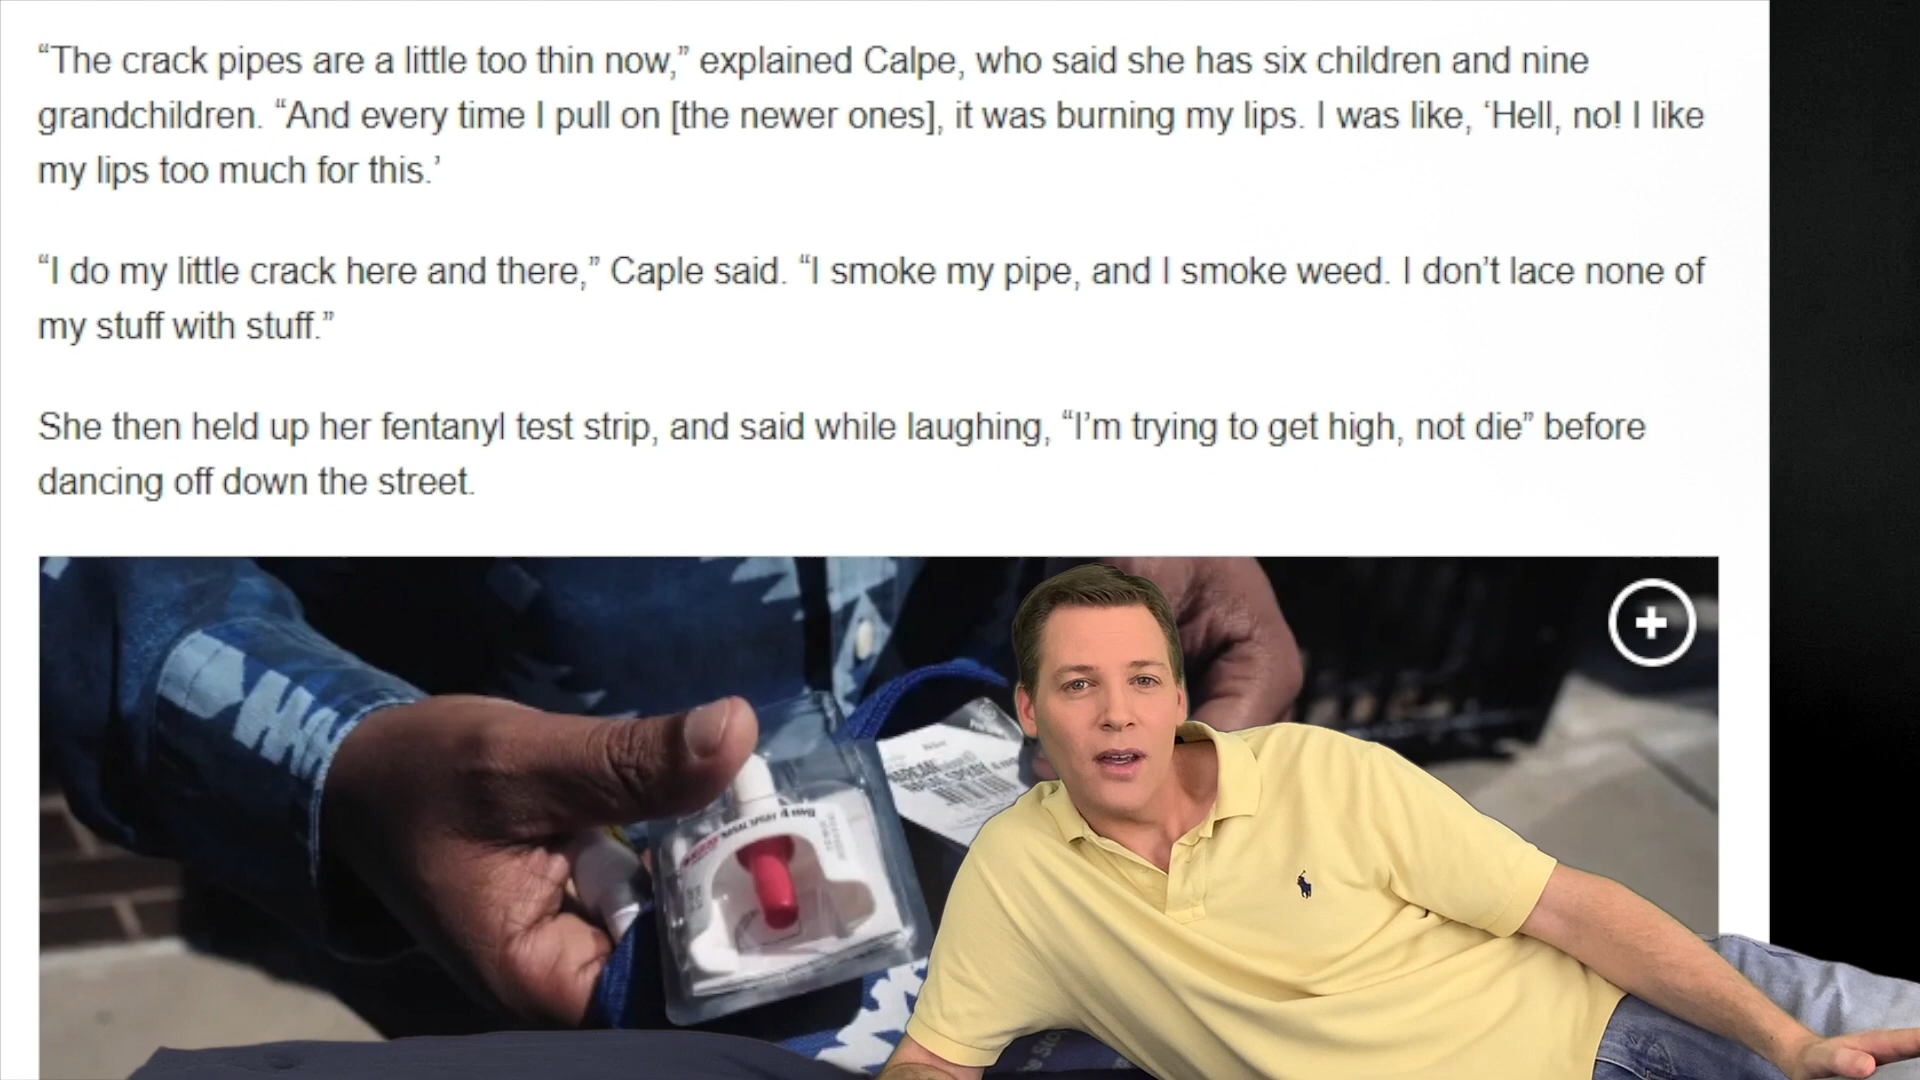 “The crack pipes are a little too thin now,” explained Calpe, who said she has six children and nine
grandchildren. “And every time I pull on [the newer ones], it was burning my lips. I was like, ‘Hell, no! I like
my lips too much for this.’
“I do my little crack here and there,” Caple said. “I smoke my pipe, and I smoke weed. I don’t lace none of
my stuff with stuff.”
She then held up her fentanyl test strip, and said while laughing, “I’m trying to get high, not die” before
dancing off down the street.